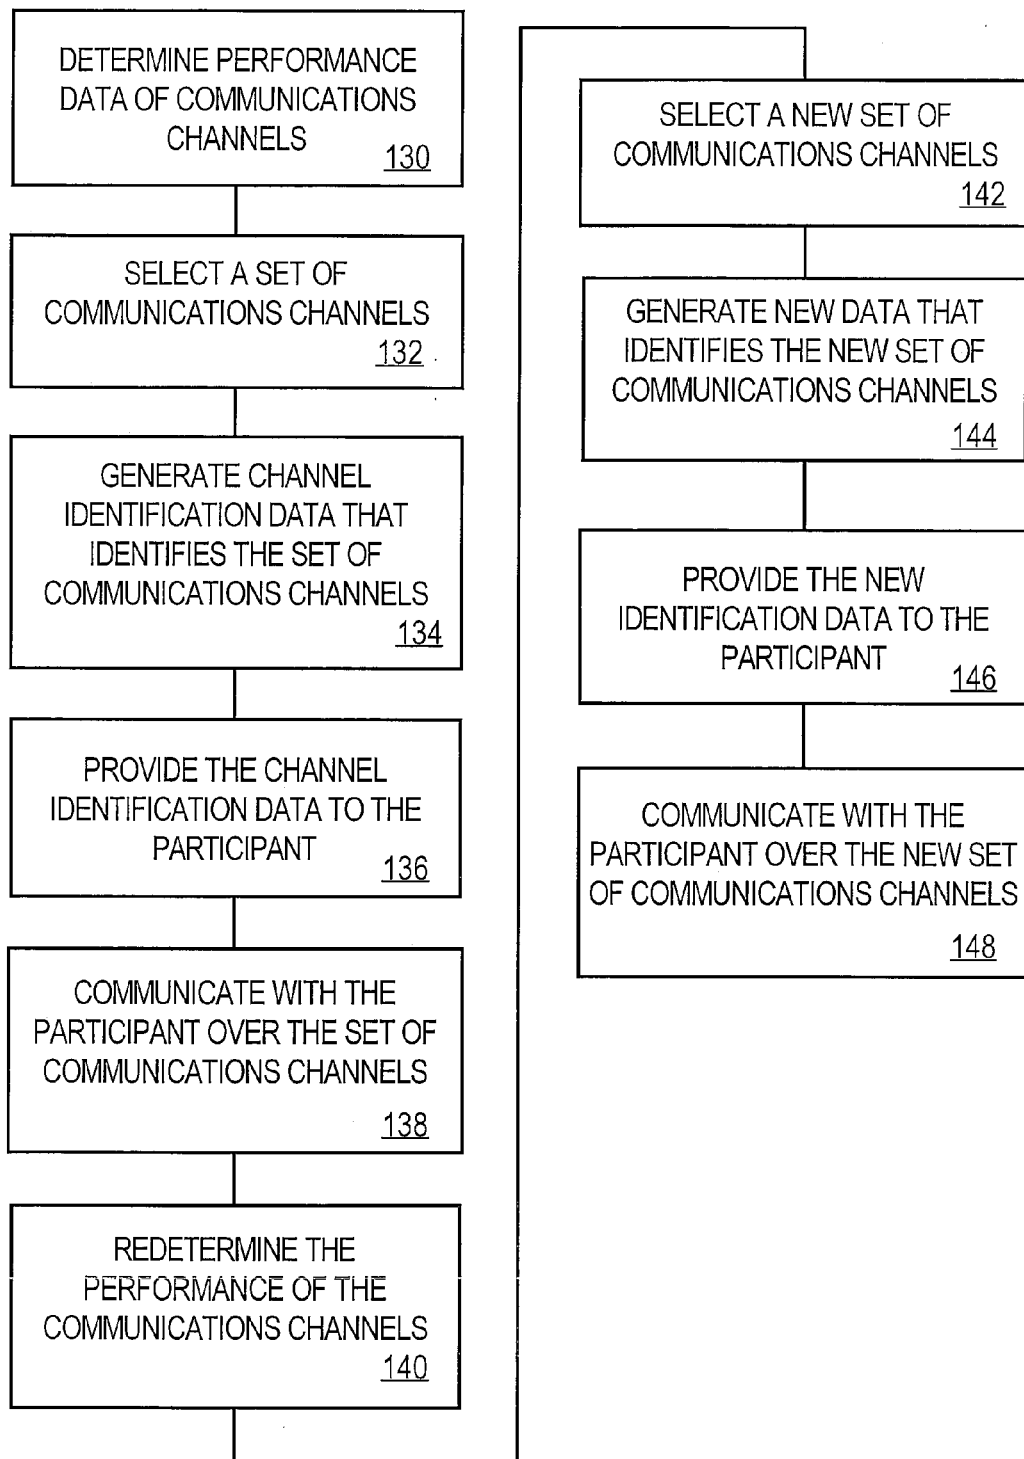 DETERMINE PERFORMANCE
DATA OF COMMUNICATIONS
CHANNELS
130
SELECT A SET OF
COMMUNICATIONS CHANNELS
132
GENERATE CHANNEL
IDENTIFICATION DATA THAT
IDENTIFIES THE SET OF
COMMUNICATIONS CHANNELS
134
PROVIDE THE CHANNEL
IDENTIFICATION DATA TO THE
PARTICIPANT
136
COMMUNICATE WITH THE
PARTICIPANT OVER THE SET OF
COMMUNICATIONS CHANNELS
138
REDETERMINE THE
PERFORMANCE OF THE
COMMUNICATIONS CHANNELS
140
SELECT A NEW SET OF
COMMUNICATIONS CHANNELS
142
GENERATE NEW DATA THAT
IDENTIFIES THE NEW SET OF
COMMUNICATIONS CHANNELS
144
PROVIDE THE NEW
IDENTIFICATION DATA TO THE
PARTICIPANT
146
COMMUNICATE WITH THE
PARTICIPANT OVER THE NEW SET
OF COMMUNICATIONS CHANNELS
148